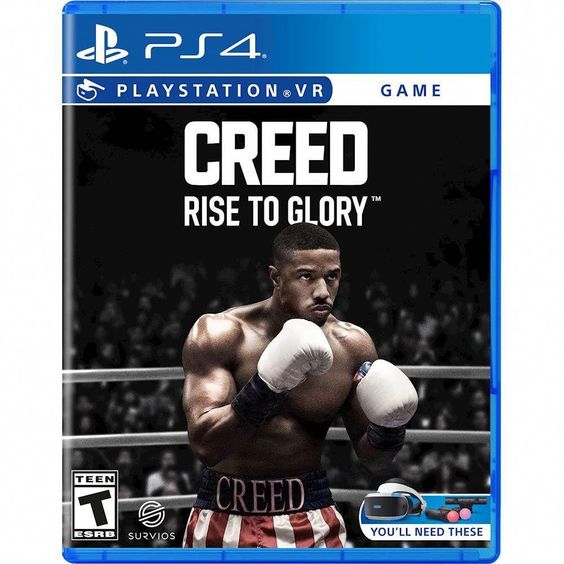 PS4
PLAYSTATION®VR GAME
CREED
RISE TO GLORY™
CREED
TEEN
T
ESRB
SURVIOS
YOU'LL NEED THESE